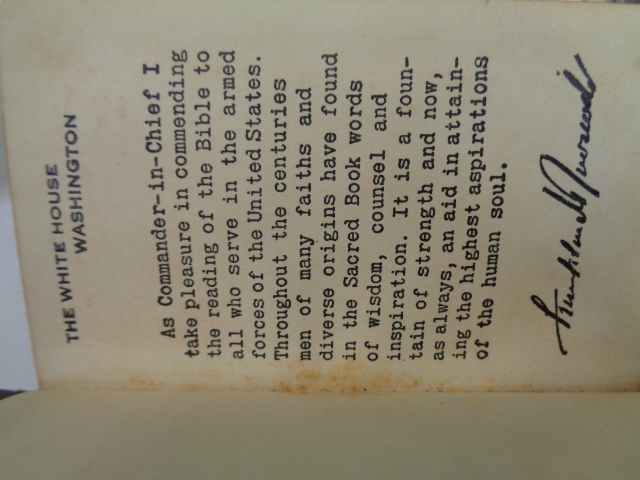 THE WHITE HOUSE
WASHINGTON
As Commander-in-Chief I
take pleasure in commending
the reading of the Bible to
all who serve in the armed
forces of the United States.
Throughout the centuries
men of many faiths and
diverse origins have found
in the Sacred Book words
of wisdom, counsel and
inspiration. It is a foun-
tain of strength and now,
as always, an aid in attain-
ing the highest aspirations
of the human soul.
Franklin D Roosevelt